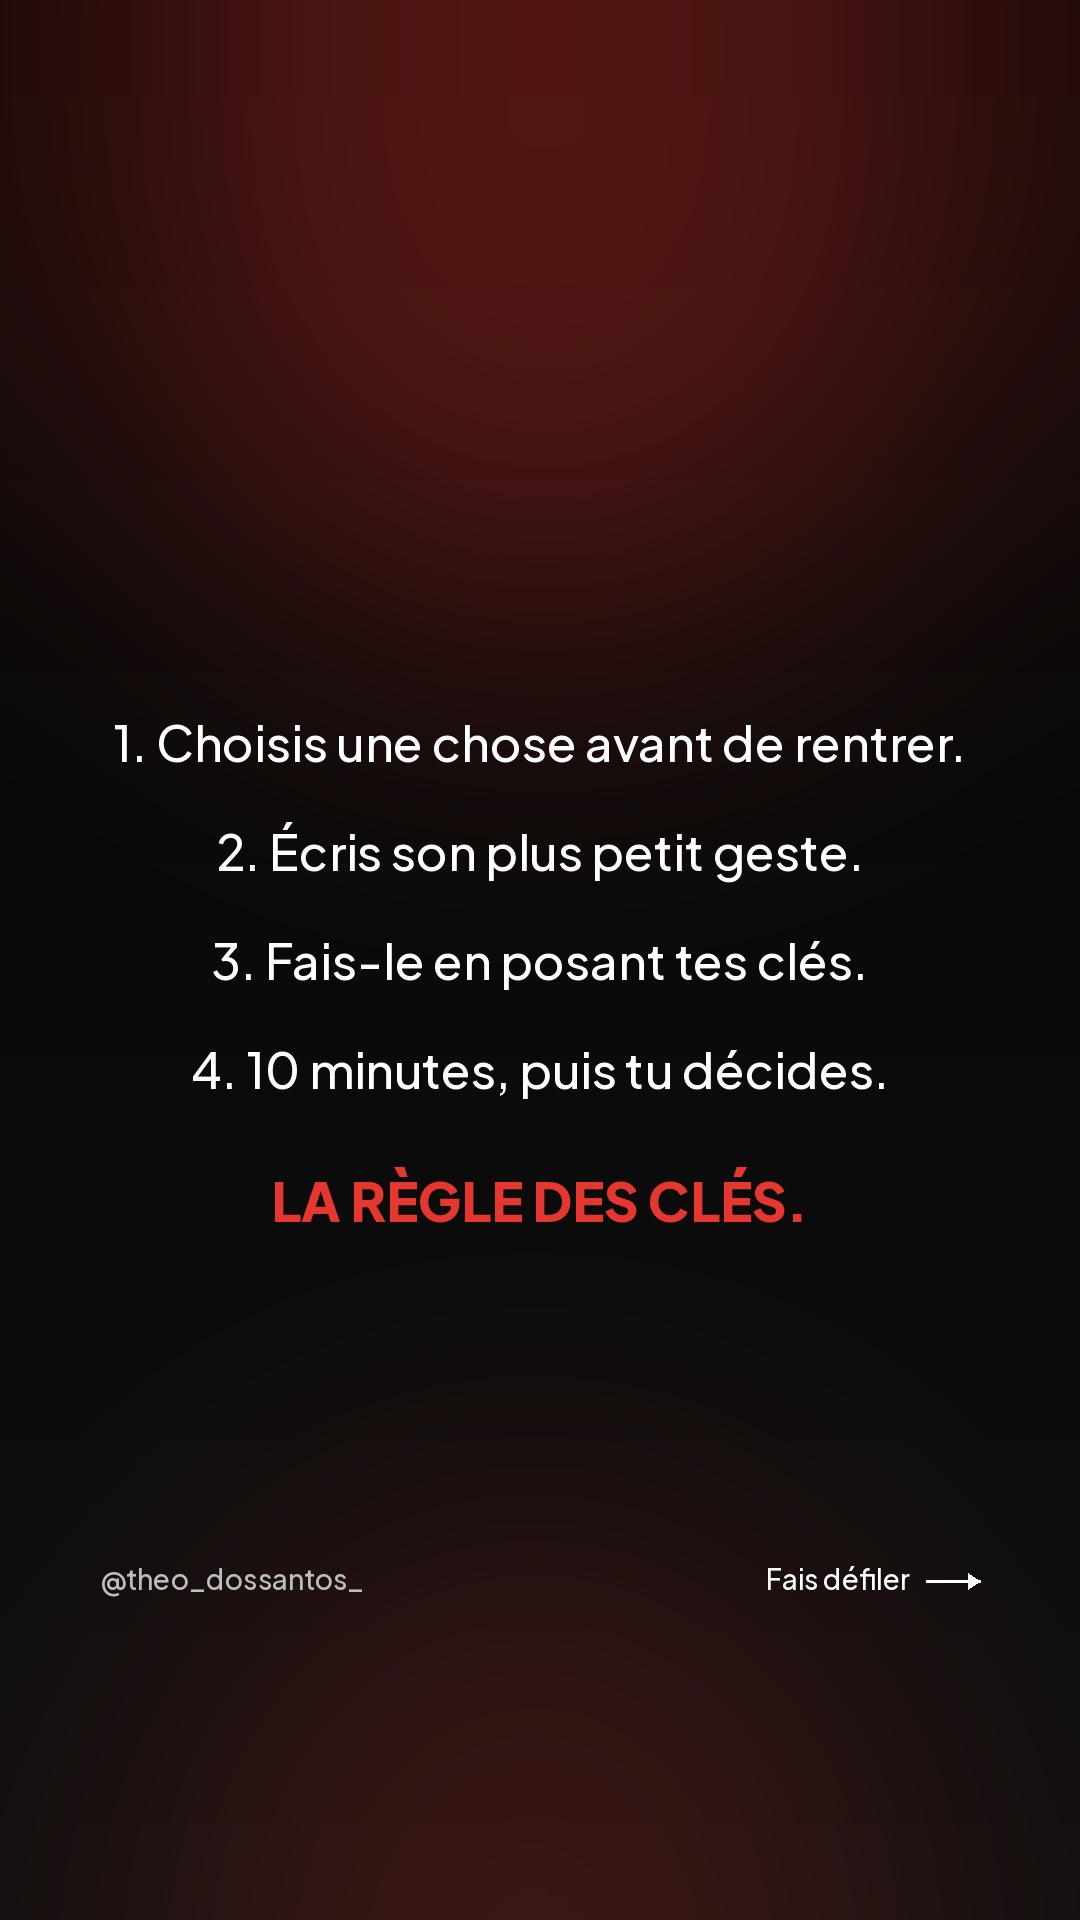 1. Choisis une chose avant de rentrer.
2. Écris son plus petit geste.
3. Fais-le en posant tes clés.
4. 10 minutes, puis tu décides.
LA RÈGLE DES CLÉS.
@theo_dossantos_
Fais défiler